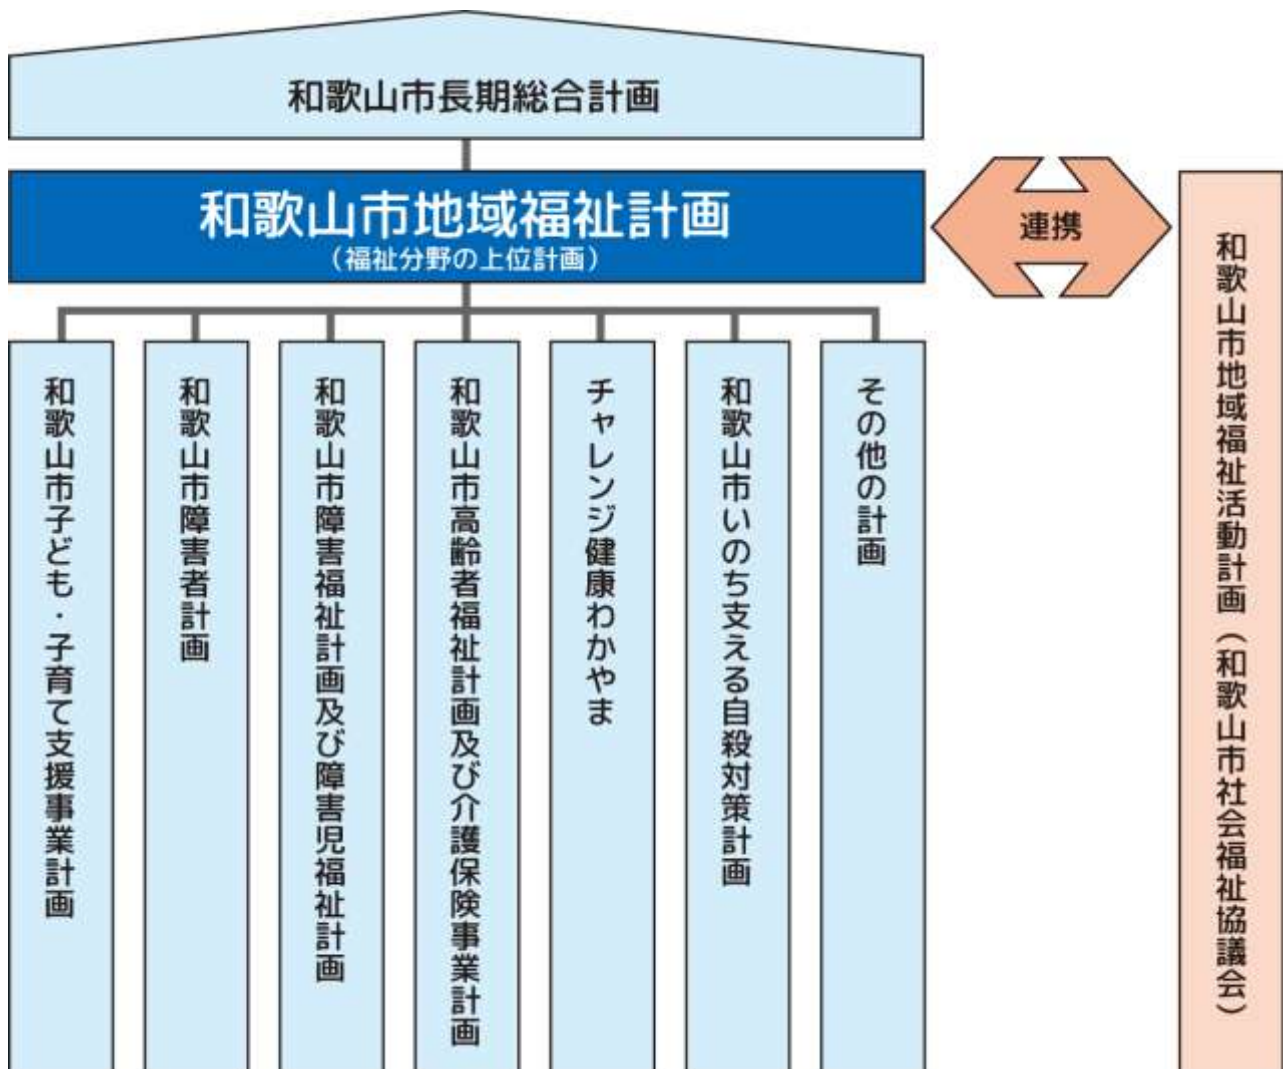 和歌山市長期総合計画
和歌山市地域福祉計画
（福祉分野の上位計画）
連携
和歌山市子ども・子育て支援事業計画
和歌山市障害者計画
和歌山市障害福祉計画及び障害児福祉計画
和歌山市高齢者福祉計画及び介護保険事業計画
チャレンジ健康わかやま
和歌山市いのち支える自殺対策計画
その他の計画
和歌山市地域福祉活動計画（和歌山市社会福祉協議会）